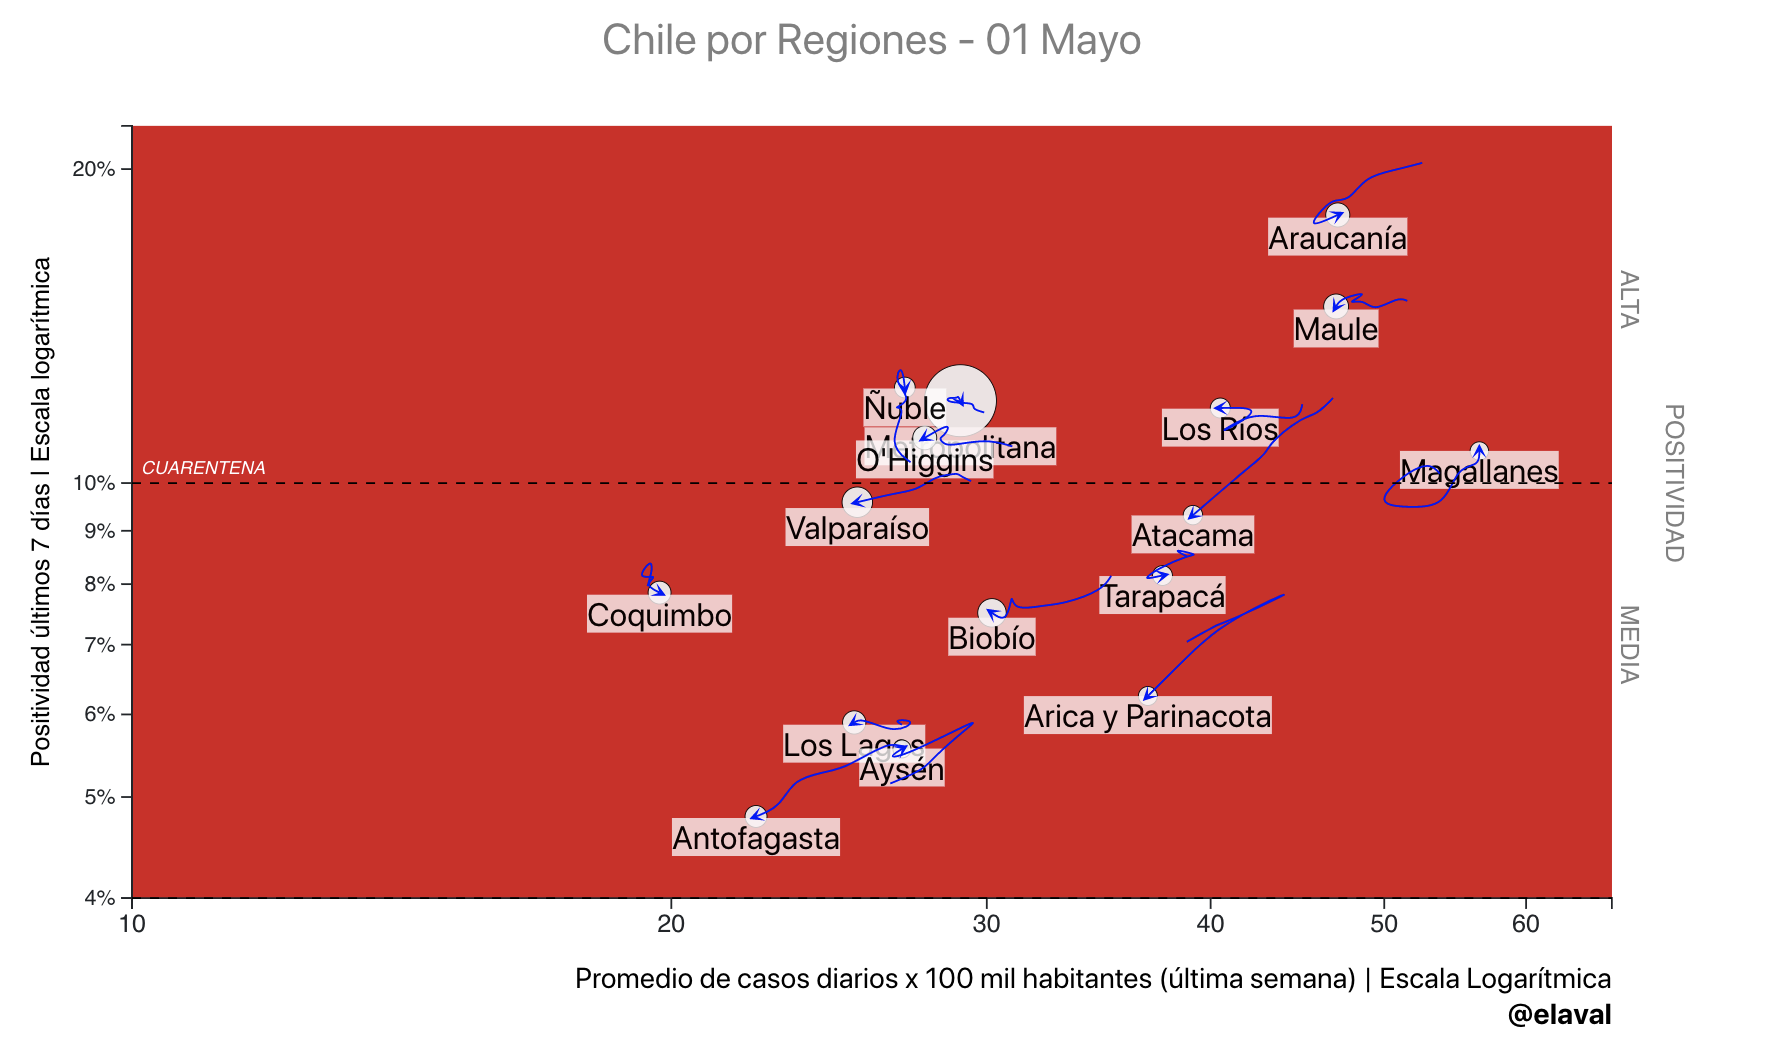 Chile por Regiones - 01 Mayo
Positividad últimos 7 días | Escala logarítmica
20%
10%
9%
8%
7%
6%
5%
4%
CUARENTENA
Araucanía
Maule
Ñuble
Metropolitana
O'Higgins
Los Ríos
Magallanes
Valparaíso
Atacama
Tarapacá
Coquimbo
Biobío
Arica y Parinacota
Los Lagos
Aysén
Antofagasta
ALTA
POSITIVIDAD
MEDIA
10 20 30 40 50 60
Promedio de casos diarios x 100 mil habitantes (última semana) | Escala Logarítmica
@elaval